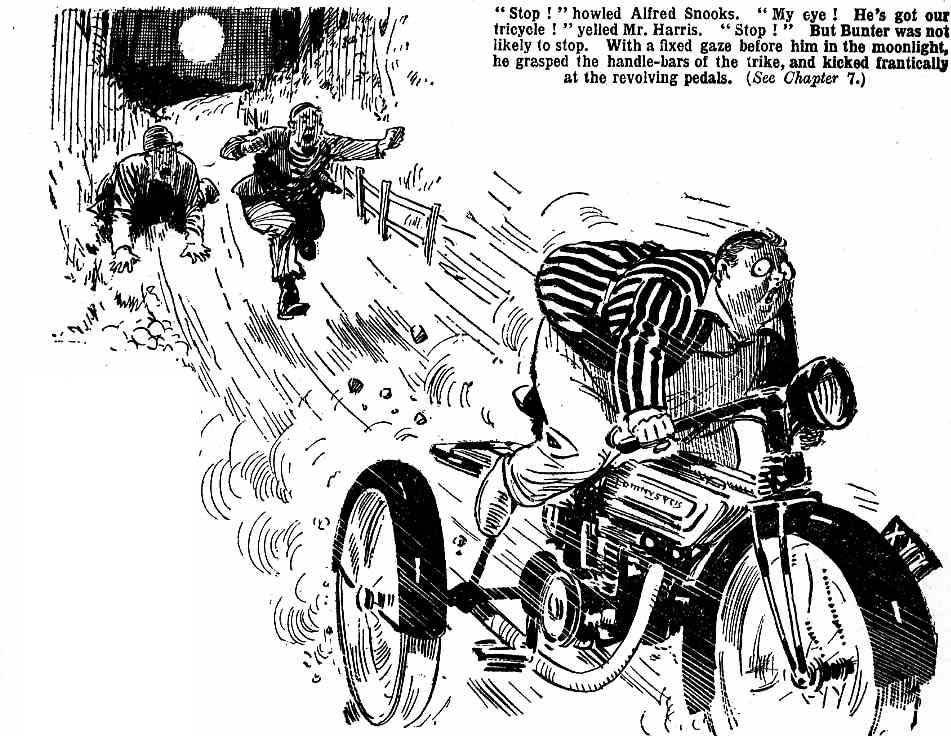 “ Stop ! ” howled Alfred Snooks. “ My eye ! He's got our
tricycle ! ” yelled Mr. Harris. “ Stop ! ” But Bunter was not
likely to stop. With a fixed gaze before him in the moonlight,
he grasped the handle-bars of the trike, and kicked frantically
at the revolving pedals. (See Chapter 7.)